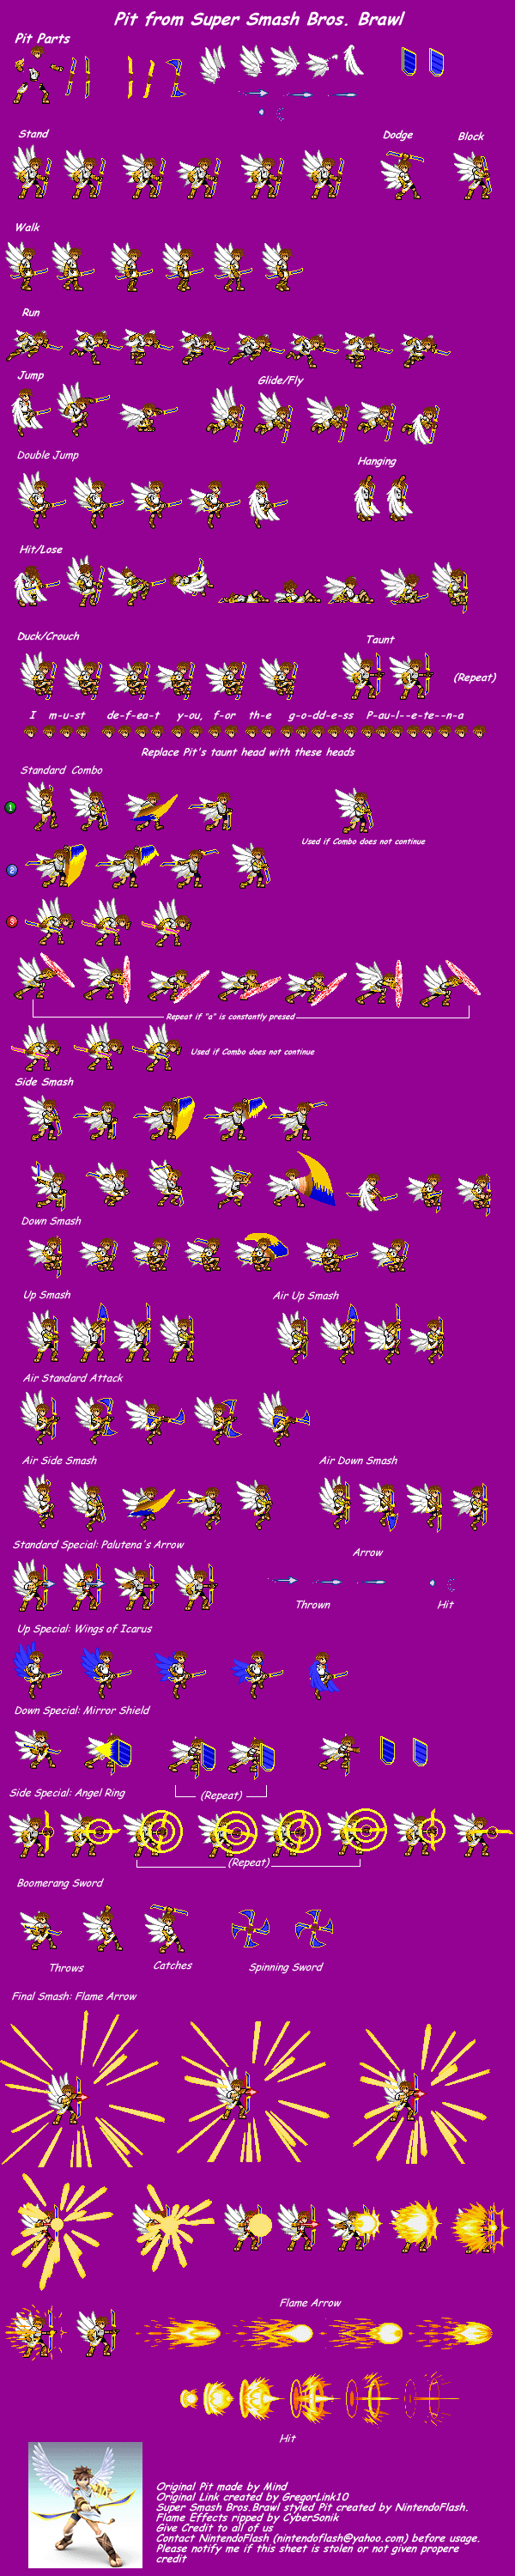 Pit from Super Smash Bros. Brawl
Pit Parts
Stand
Dodge
Block
Walk
Run
Jump
Glide/Fly
Double Jump
Hanging
Hit/Lose
Duck/Crouch
Taunt
(Repeat)
I m-u-st de-f-ea-t y-ou, f-or th-e g-o-dd-e-ss P-au-l--e-te--n-a
Replace Pit's taunt head with these heads
Standard Combo
1
Used if Combo does not continue
2
3
Repeat if "a" is constantly presed
Used if Combo does not continue
Side Smash
Down Smash
Up Smash
Air Up Smash
Air Standard Attack
Air Side Smash
Air Down Smash
Standard Special: Palutena's Arrow
Arrow
Thrown
Hit
Up Special: Wings of Icarus
Down Special: Mirror Shield
(Repeat)
Side Special: Angel Ring
(Repeat)
Boomerang Sword
Throws
Catches
Spinning Sword
Final Smash: Flame Arrow
Flame Arrow
Hit
Original Pit made by Mind
Original Link created by GregorLink10
Super Smash Bros.Brawl styled Pit created by NintendoFlash.
Flame Effects ripped by CyberSonik
Give Credit to all of us
Contact NintendoFlash (nintendoflash@yahoo.com) before usage.
Please notify me if this sheet is stolen or not given propere
credit